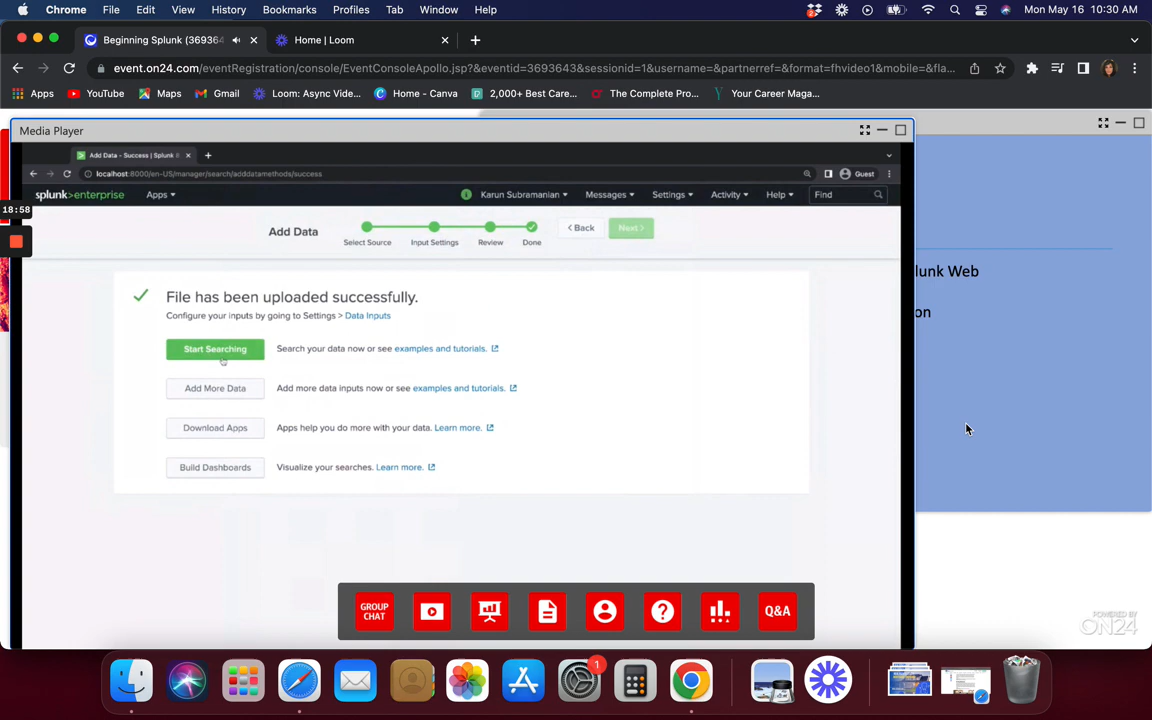 Chrome File Edit View History Bookmarks Profiles Tab Window Help Mon May 16 10:30 AM
Beginning Splunk (369364 Home | Loom
event.on24.com/eventRegistration/console/EventConsoleApollo.jsp?&eventid=3693643&sessionid=1&username=&partnerref=&format=fhvideo1&mobile=&fla...
Apps YouTube Maps Gmail Loom: Async Vide... Home - Canva 2,000+ Best Care... The Complete Pro... Your Career Maga...
Media Player
Add Data - Success | Splunk
localhost:8000/en-US/manager/search/adddatamethods/success Guest
splunk>enterprise Apps Karun Subramanian Messages Settings Activity Help Find
18:58
Add Data Select Source Input Settings Review Done < Back Next >
File has been uploaded successfully.
Configure your inputs by going to Settings > Data Inputs
Start Searching Search your data now or see examples and tutorials.
Add More Data Add more data inputs now or see examples and tutorials.
Download Apps Apps help you do more with your data. Learn more.
Build Dashboards Visualize your searches. Learn more.
lunk Web
on
GROUP
CHAT
Q&A
POWERED BY
ON24
1